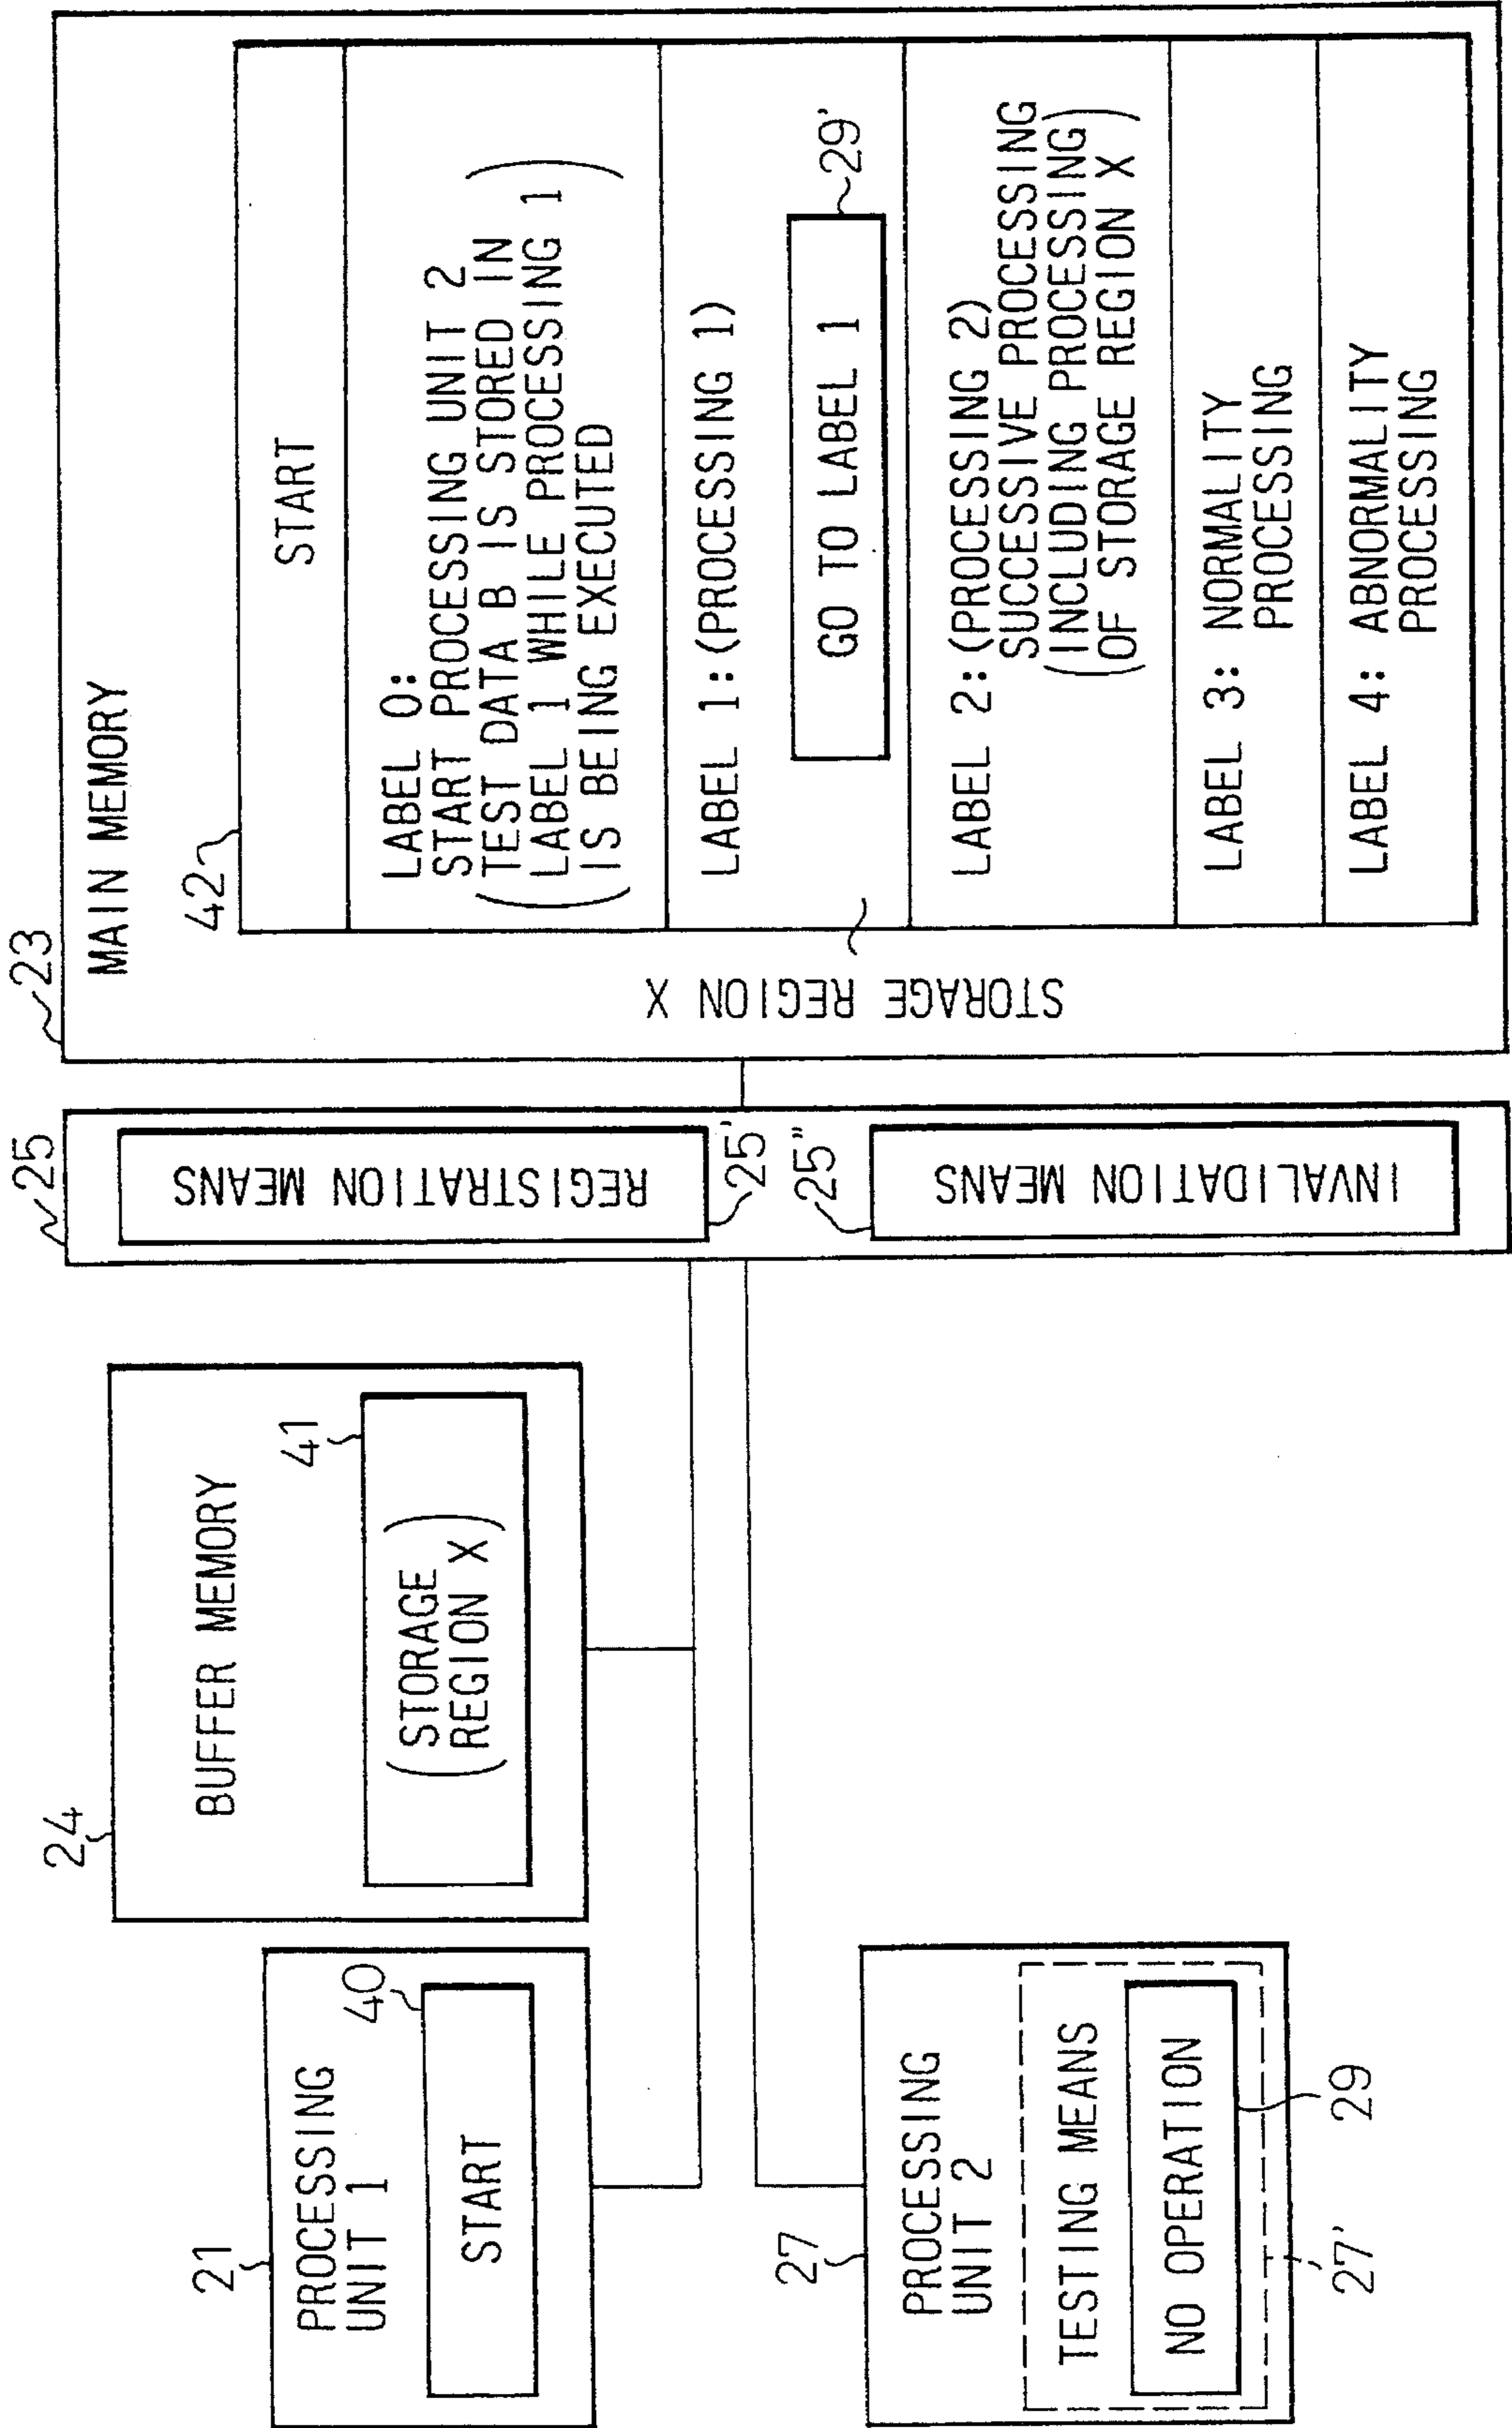 21
PROCESSING
UNIT 1
40
START
24
BUFFER MEMORY
41
(STORAGE
REGION X)
27
PROCESSING
UNIT 2
TESTING MEANS
NO OPERATION
29
27'
25
REGISTRATION MEANS
25'
25"
INVALIDATION MEANS
23
MAIN MEMORY
42
START
LABEL 0:
START PROCESSING UNIT 2
(TEST DATA B IS STORED IN
LABEL 1 WHILE PROCESSING 1
IS BEING EXECUTED)
LABEL 1:(PROCESSING 1)
GO TO LABEL 1
29'
STORAGE REGION X
LABEL 2:(PROCESSING 2)
SUCCESSIVE PROCESSING
(INCLUDING PROCESSING
OF STORAGE REGION X)
LABEL 3: NORMALITY
PROCESSING
LABEL 4: ABNORMALITY
PROCESSING